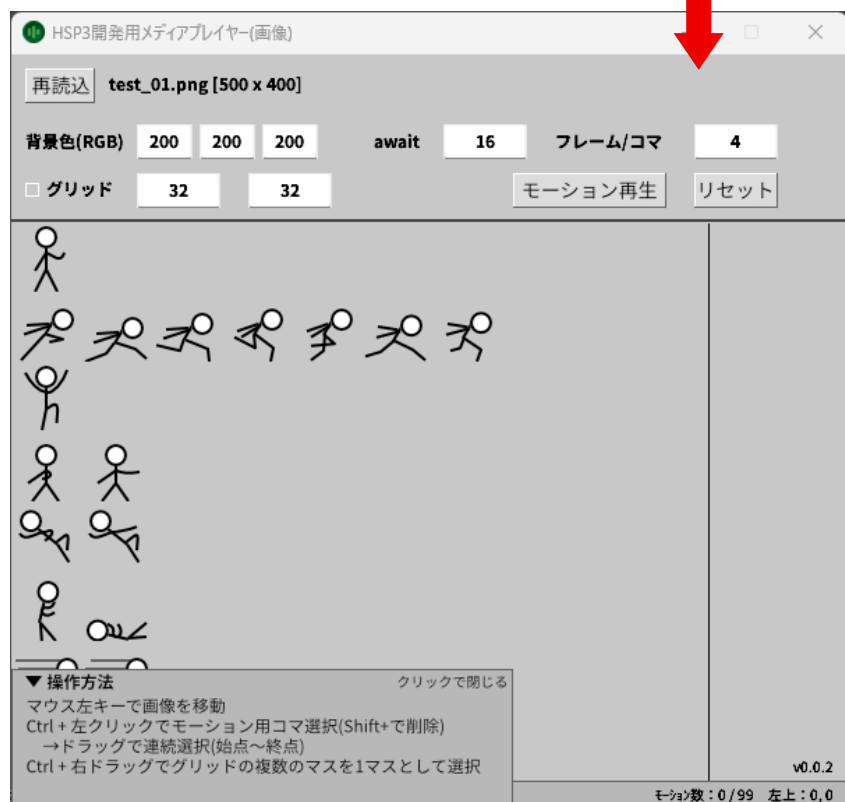 HSP3開発用メディアプレイヤー(画像)
再読込 test_01.png [500 x 400]
背景色(RGB) 200 200 200 await 16 フレーム/コマ 4
グリッド 32 32 モーション再生 リセット
▼操作方法 クリックで閉じる
マウス左キーで画像を移動
Ctrl + 左クリックでモーション用コマ選択(Shift+で削除)
→ドラッグで連続選択(始点～終点)
Ctrl + 右ドラッグでグリッドの複数のマスを1マスとして選択
v0.0.2
ﾓｰｼｮﾝ数 : 0 / 99 左上 : 0,0